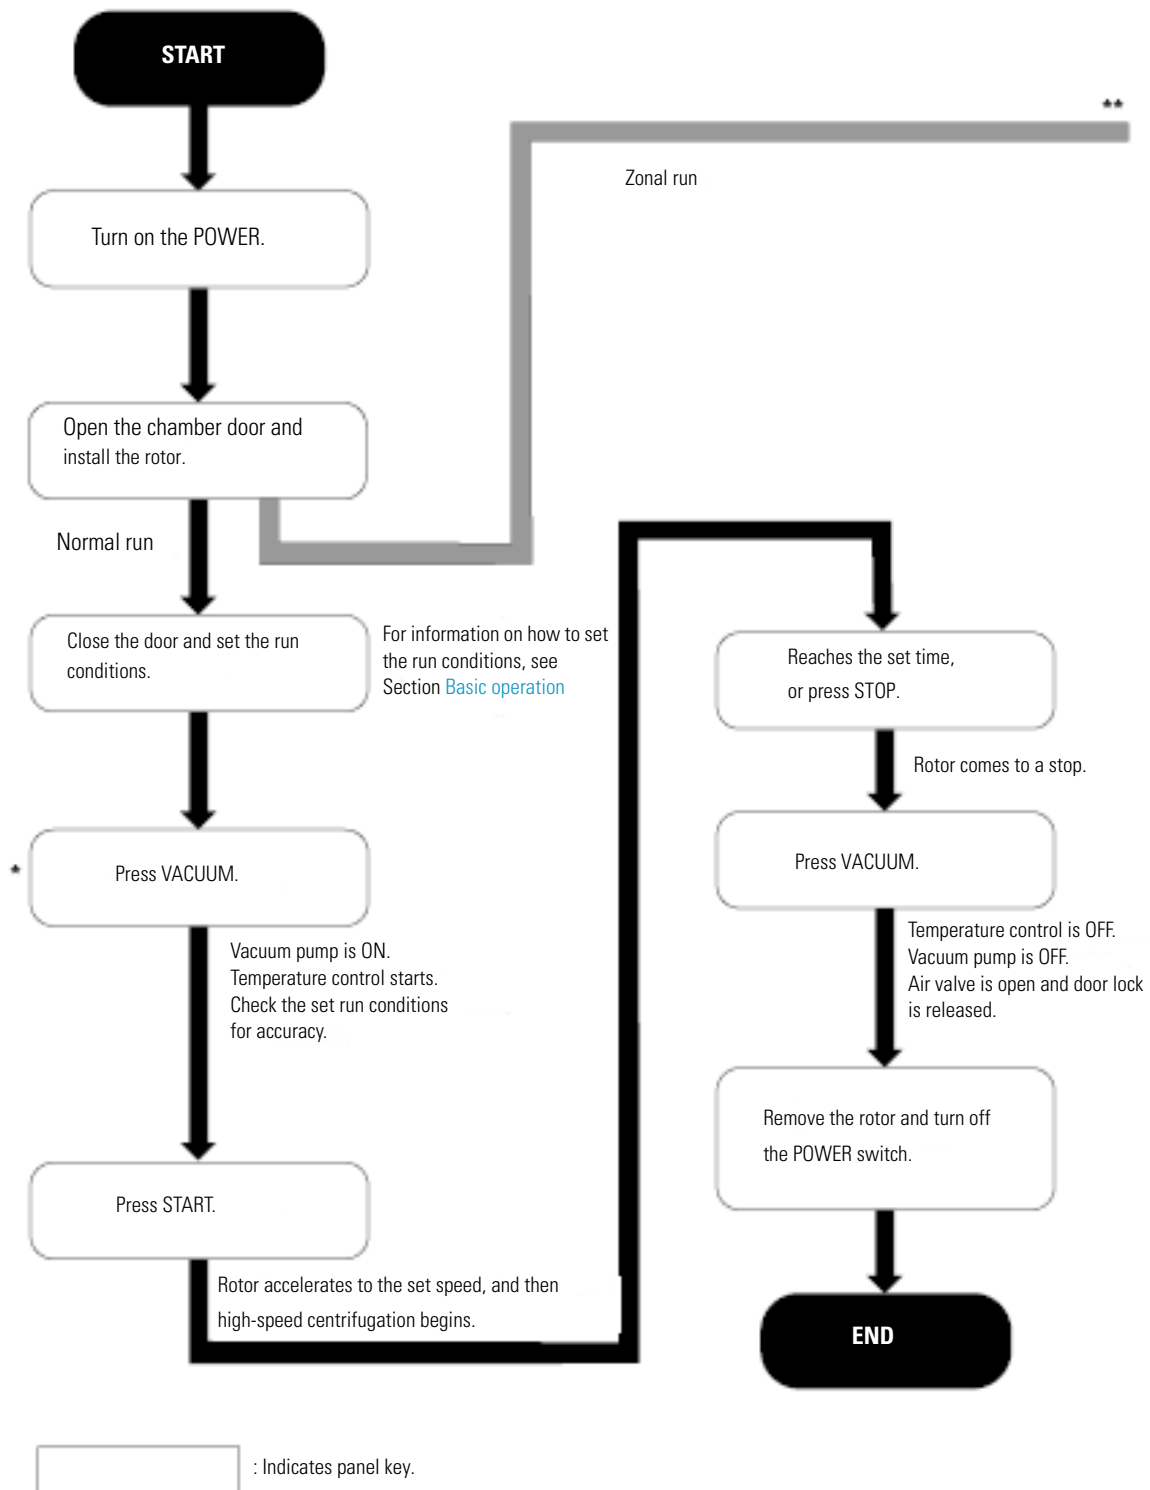 START
Turn on the POWER.
Open the chamber door and
install the rotor.
Normal run
Close the door and set the run
conditions.
For information on how to set
the run conditions, see
Section Basic operation
*
Press VACUUM.
Vacuum pump is ON.
Temperature control starts.
Check the set run conditions
for accuracy.
Press START.
Rotor accelerates to the set speed, and then
high-speed centrifugation begins.
**
Zonal run
Reaches the set time,
or press STOP.
Rotor comes to a stop.
Press VACUUM.
Temperature control is OFF.
Vacuum pump is OFF.
Air valve is open and door lock
is released.
Remove the rotor and turn off
the POWER switch.
END
: Indicates panel key.